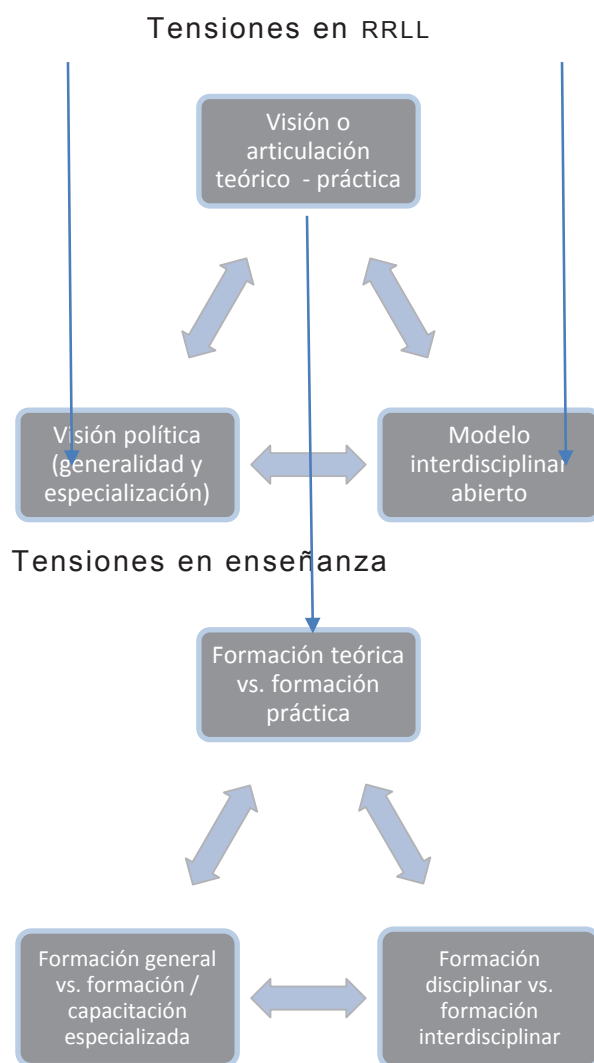 Tensiones en RRLL
Visión o
articulación
teórico - práctica
Visión política
(generalidad y
especialización)
Modelo
interdisciplinar
abierto
Tensiones en enseñanza
Formación teórica
vs. formación
práctica
Formación general
vs. formación /
capacitación
especializada
Formación
disciplinar vs.
formación
interdisciplinar